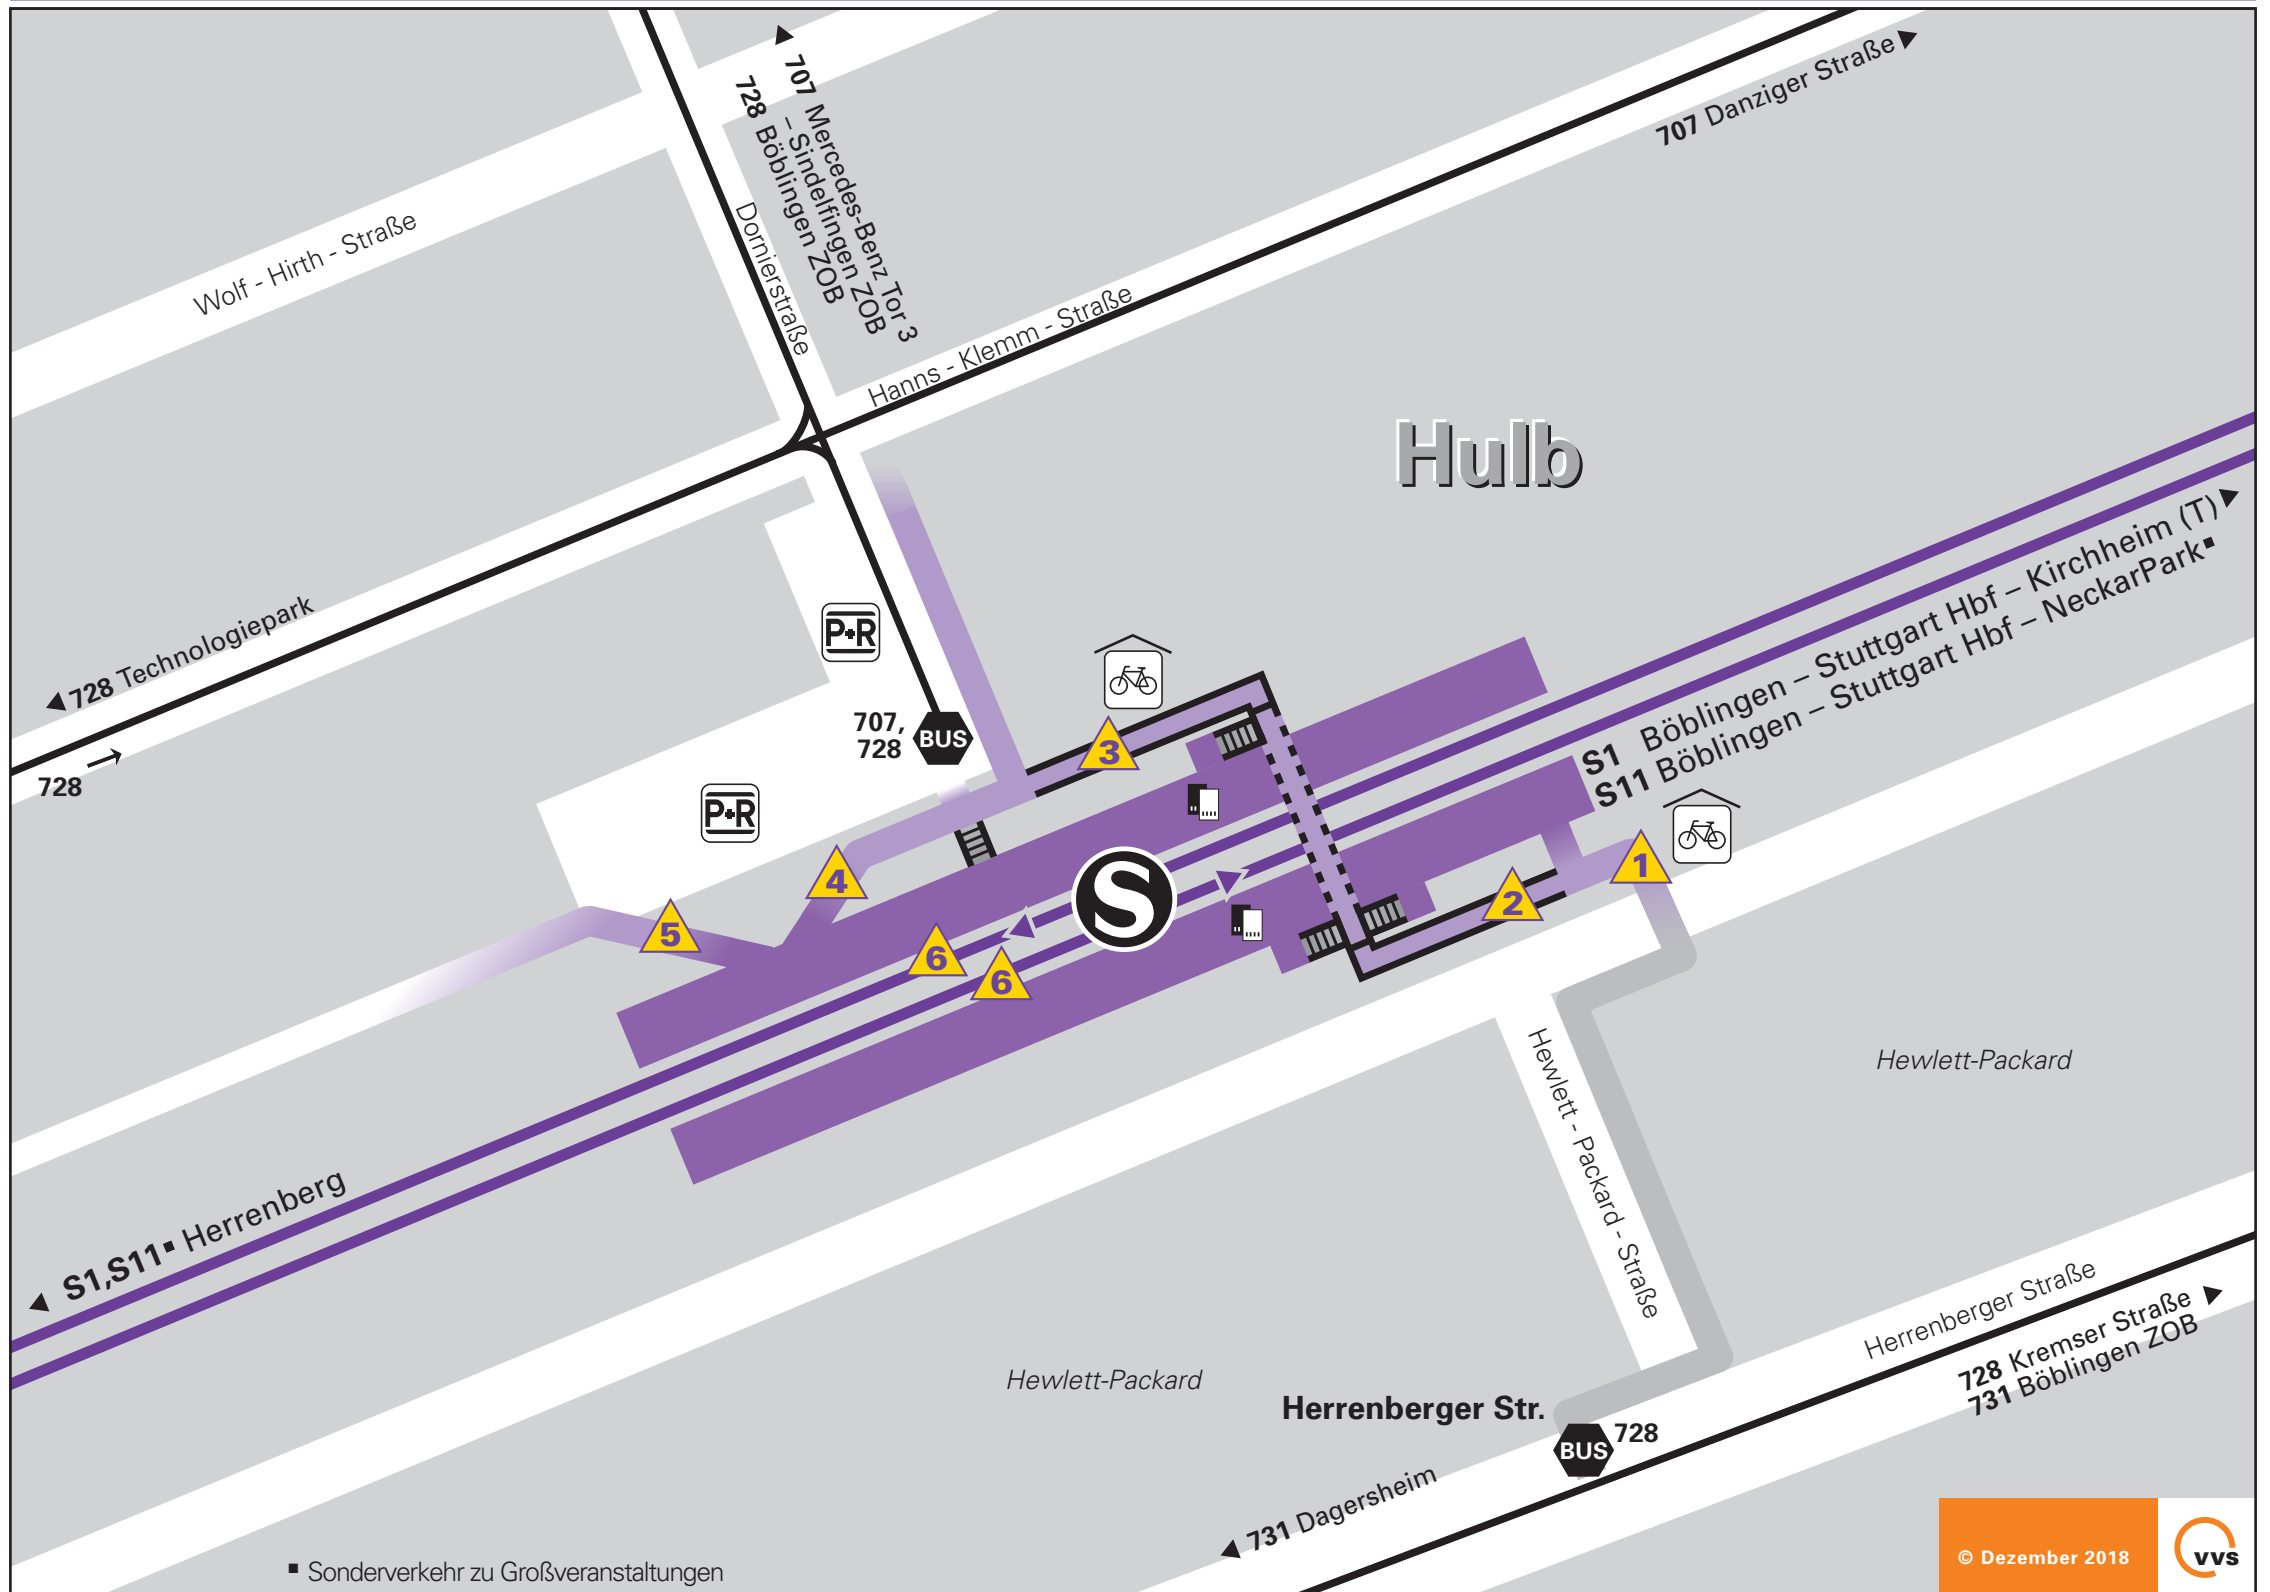 707 Mercedes-Benz Tor 3
– Sindelfingen ZOB
728 Böblingen ZOB
707 Danziger Straße
Wolf - Hirth - Straße
Dornierstraße
Hanns - Klemm - Straße
Hulb
728 Technologiepark
728
P+R
P+R
707,
728
BUS
S1 Böblingen – Stuttgart Hbf – Kirchheim (T)
S11 Böblingen – Stuttgart Hbf – NeckarPark▪
3
4
5
6
6
S
2
1
Hewlett - Packard - Straße
Hewlett-Packard
S1,S11▪ Herrenberg
Hewlett-Packard
Herrenberger Straße
728 Kremser Straße
731 Böblingen ZOB
Herrenberger Str.
BUS
728
731 Dagersheim
▪ Sonderverkehr zu Großveranstaltungen
© Dezember 2018
vvs